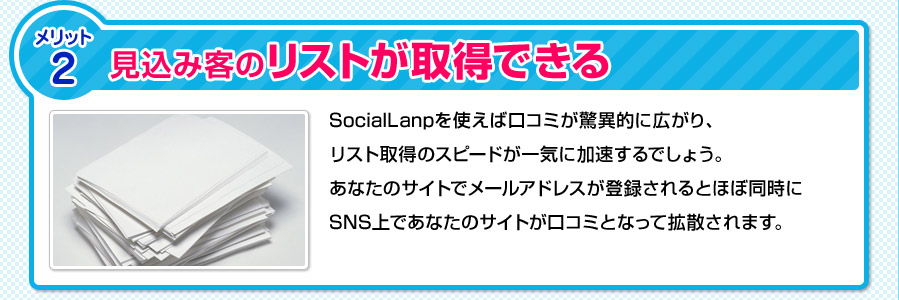 メリット
2
見込み客のリストが取得できる
SocialLanpを使えば口コミが驚異的に広がり、
リスト取得のスピードが一気に加速するでしょう。
あなたのサイトでメールアドレスが登録されるとほぼ同時に
SNS上であなたのサイトが口コミとなって拡散されます。